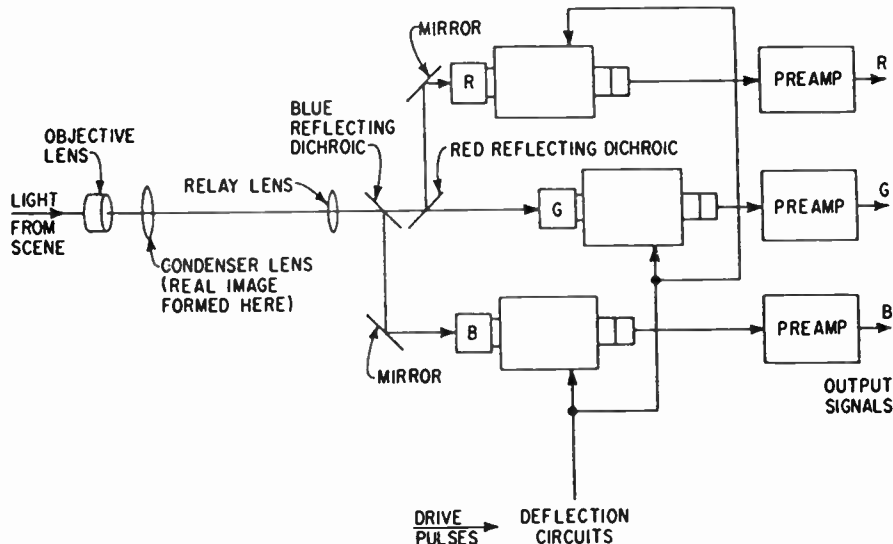 MIRROR
R
PREAMP
R
BLUE
REFLECTING
DICHROIC
OBJECTIVE
LENS
RED REFLECTING DICHROIC
RELAY LENS
LIGHT
FROM
SCENE
G
PREAMP
G
CONDENSER LENS
(REAL IMAGE
FORMED HERE)
B
PREAMP
B
MIRROR
OUTPUT
SIGNALS
DRIVE
PULSES
DEFLECTION
CIRCUITS